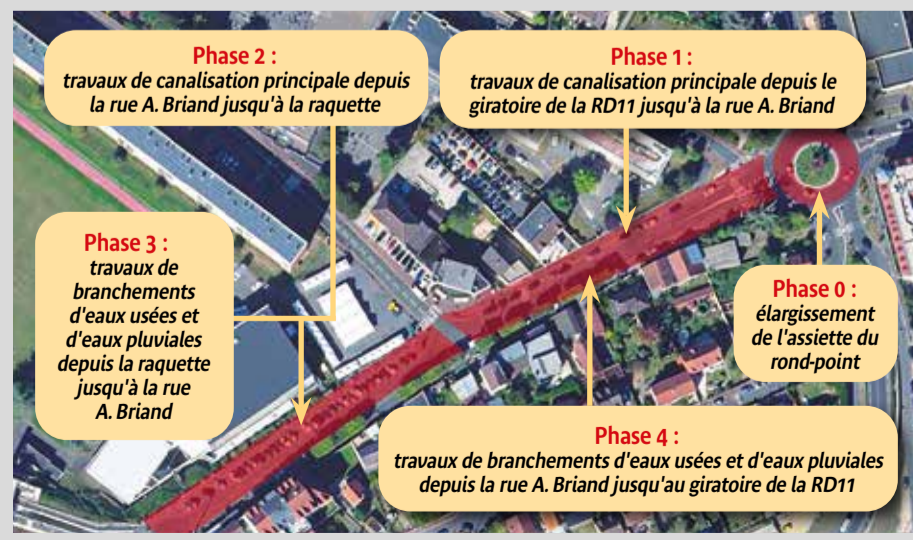 Phase 2 :
travaux de canalisation principale depuis
la rue A. Briand jusqu'à la raquette
Phase 1 :
travaux de canalisation principale depuis le
giratoire de la RD11 jusqu'à la rue A. Briand
Phase 3 :
travaux de
branchements
d'eaux usées et
d'eaux pluviales
depuis la raquette
jusqu'à la rue
A. Briand
Phase 0 :
élargissement
de l'assiette du
rond-point
Phase 4 :
travaux de branchements d'eaux usées et d'eaux pluviales
depuis la rue A. Briand jusqu'au giratoire de la RD11